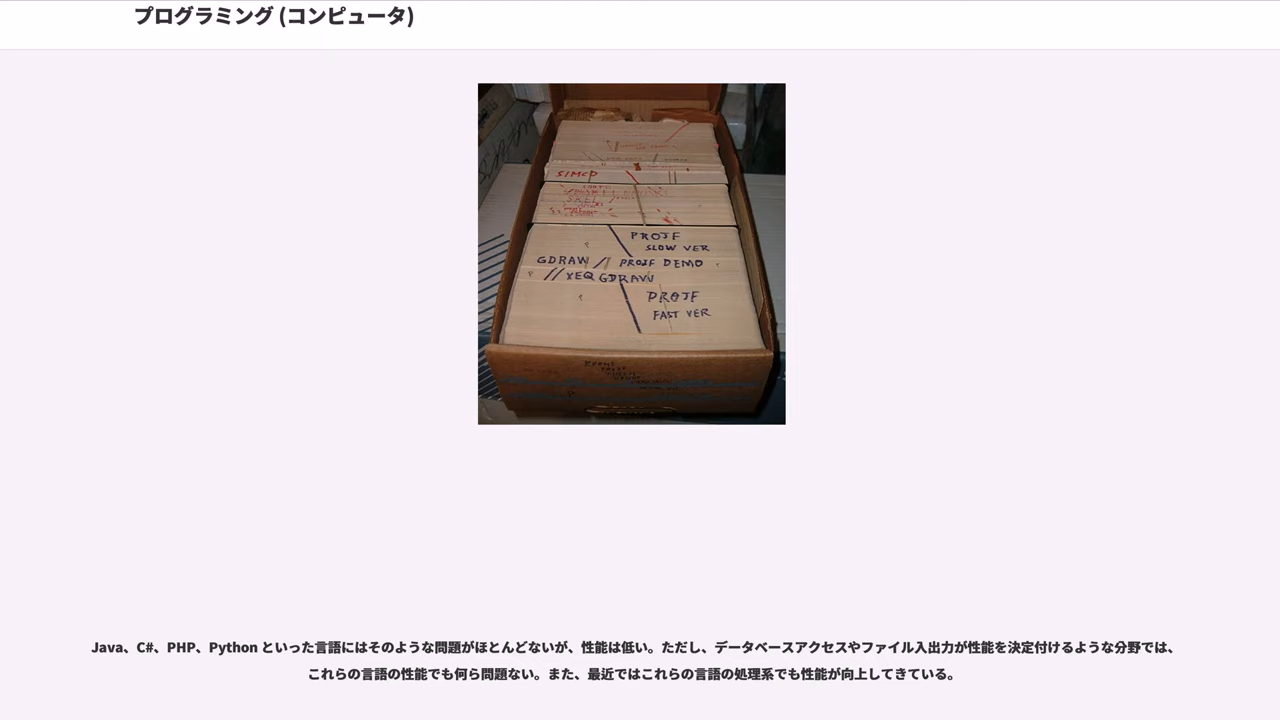 プログラミング (コンピュータ)
SIMCD
PROJF
SLOW VER
GDRAW // PROJF DEMO
// XEQ GDRAW
PROJF
FAST VER
Java、C#、PHP、Python といった言語にはそのような問題がほとんどないが、性能は低い。ただし、データベースアクセスやファイル入出力が性能を決定付けるような分野では、
これらの言語の性能でも何ら問題ない。また、最近ではこれらの言語の処理系でも性能が向上してきている。